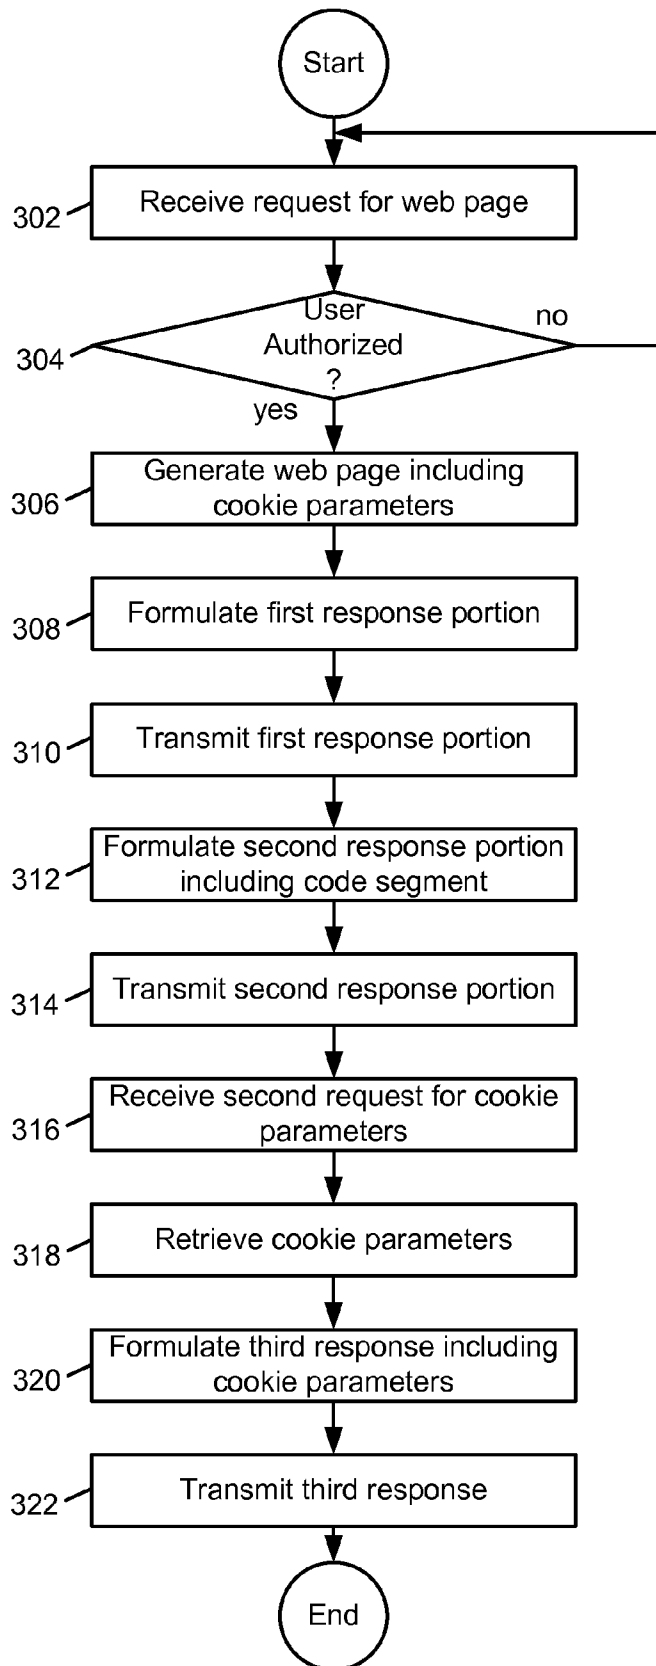 Start
302
Receive request for web page
304
User
Authorized
?
no
yes
306
Generate web page including
cookie parameters
308
Formulate first response portion
310
Transmit first response portion
312
Formulate second response portion
including code segment
314
Transmit second response portion
316
Receive second request for cookie
parameters
318
Retrieve cookie parameters
320
Formulate third response including
cookie parameters
322
Transmit third response
End